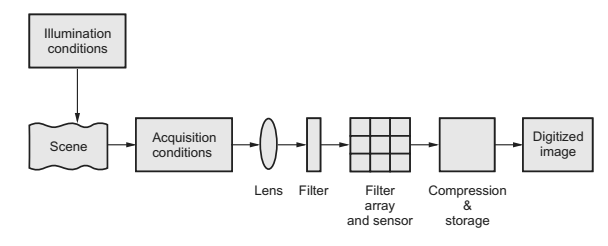 Illumination
conditions
Scene
Acquisition
conditions
Lens
Filter
Filter
array
and sensor
Compression
&
storage
Digitized
image